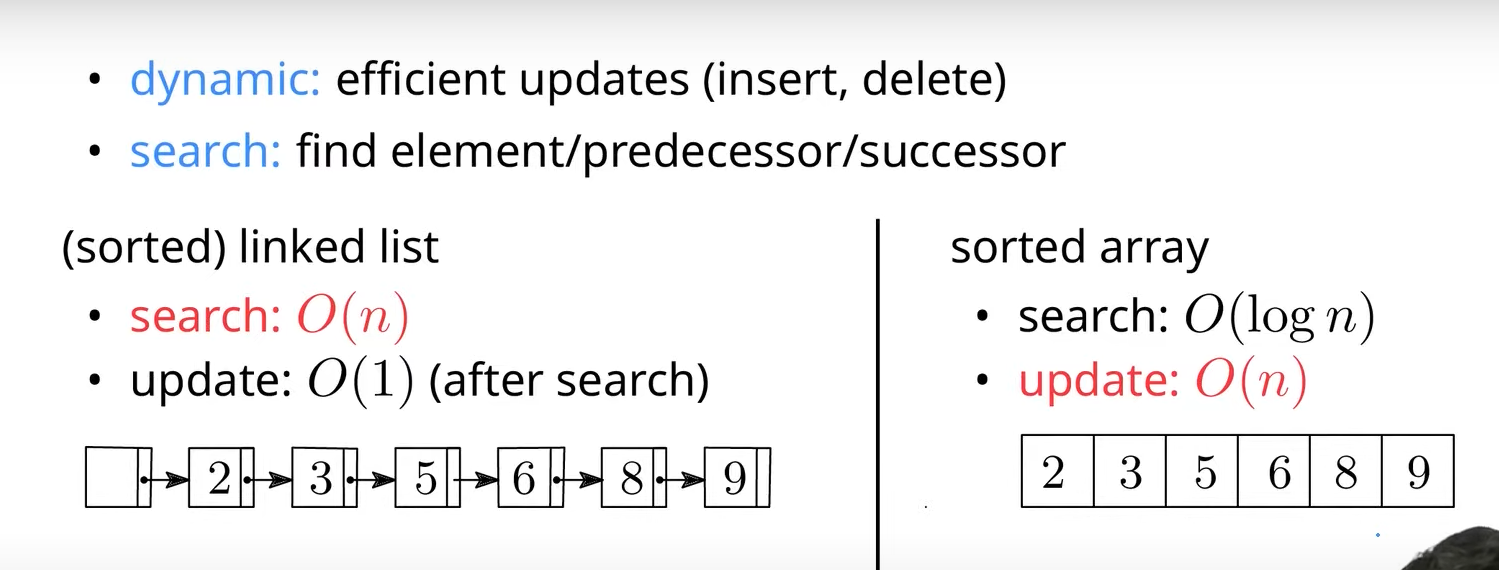 • dynamic: efficient updates (insert, delete)
• search: find element/predecessor/successor
(sorted) linked list
• search: O(n)
• update: O(1) (after search)
2 3 5 6 8 9
sorted array
• search: O(log n)
• update: O(n)
2 3 5 6 8 9